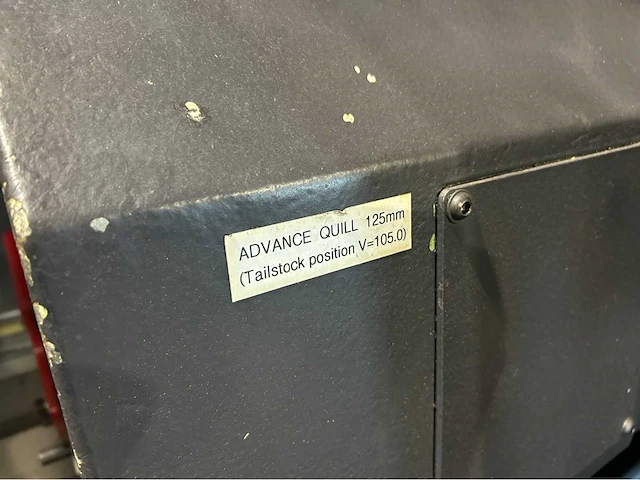 ADVANCE QUILL 125mm
(Tailstock position V=105.0)